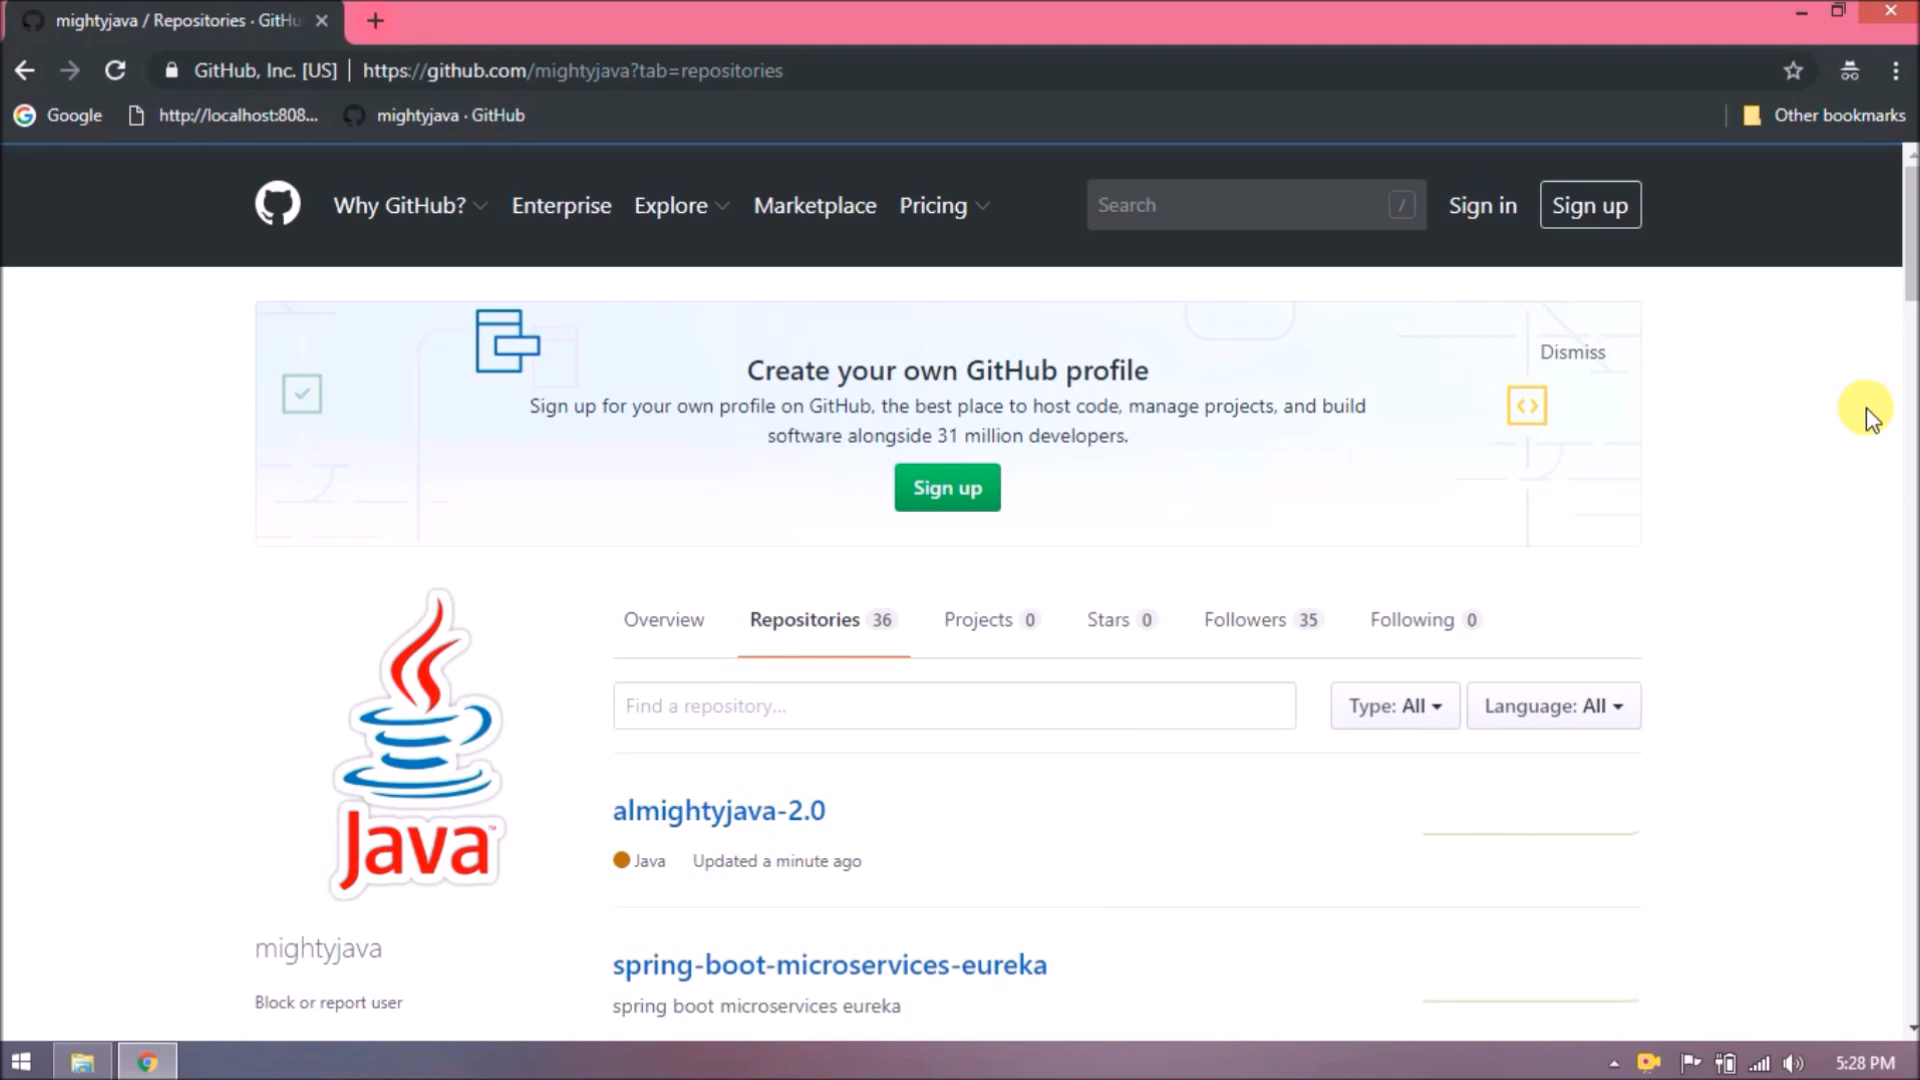 mightyjava / Repositories · GitHu
GitHub, Inc. [US] | https://github.com/mightyjava?tab=repositories
Google http://localhost:808... mightyjava · GitHub Other bookmarks
Why GitHub? Enterprise Explore Marketplace Pricing Search / Sign in Sign up
Dismiss
Create your own GitHub profile
Sign up for your own profile on GitHub, the best place to host code, manage projects, and build
software alongside 31 million developers.
Sign up
Overview Repositories 36 Projects 0 Stars 0 Followers 35 Following 0
Find a repository... Type: All Language: All
almightyjava-2.0
Java Updated a minute ago
Java
mightyjava
Block or report user
spring-boot-microservices-eureka
spring boot microservices eureka
5:28 PM